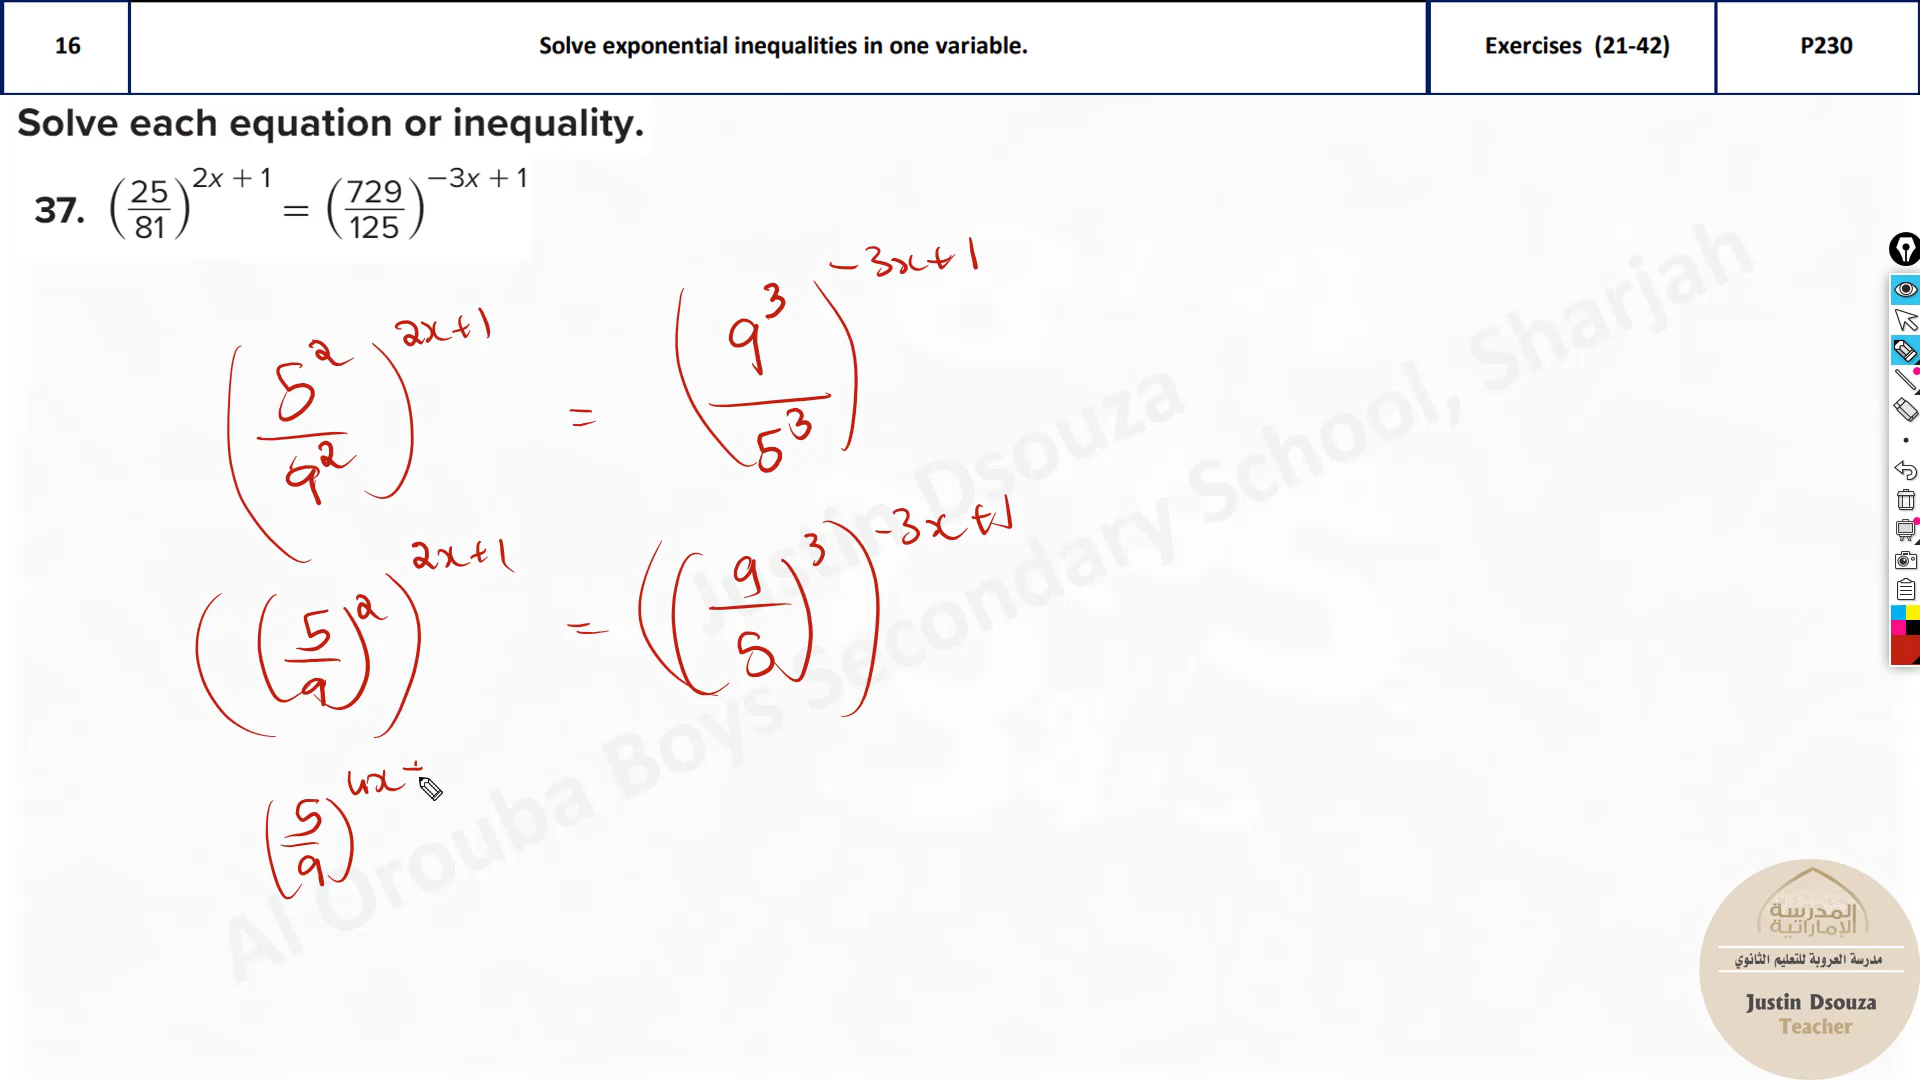 16 Solve exponential inequalities in one variable. Exercises (21-42) P230
Solve each equation or inequality.
37. (25/81)^(2x + 1) = (729/125)^(−3x + 1)
(5²/9²)^(2x+1) = (9³/5³)^(−3x+1)
((5/9)²)^(2x+1) = ((9/5)³)^(−3x+1)
(5/9)^(4x+
Justin Dsouza
Al Orouba Boys Secondary School, Sharjah
المدرسة
الإماراتية
مدرسة العروبة للتعليم الثانوي
Justin Dsouza
Teacher